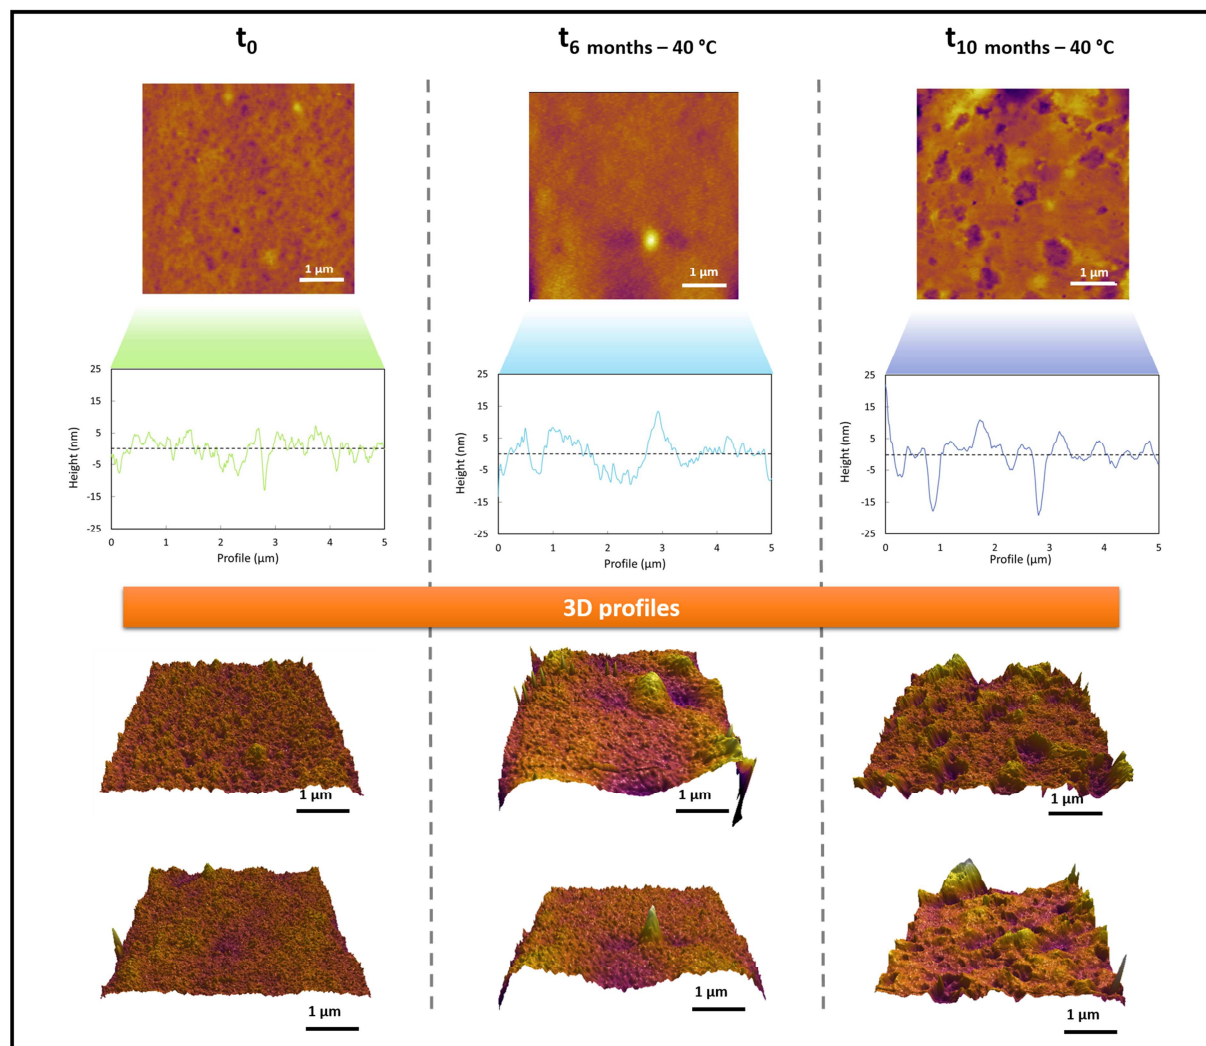 t0
t6 months – 40 °C
t10 months – 40 °C
1 µm
1 µm
1 µm
25
15
5
-5
-15
-25
Height (nm)
0 1 2 3 4 5
Profile (µm)
25
15
5
-5
-15
-25
Height (nm)
0 1 2 3 4 5
Profile (µm)
25
15
5
-5
-15
-25
Height (nm)
0 1 2 3 4 5
Profile (µm)
3D profiles
1 µm
1 µm
1 µm
1 µm
1 µm
1 µm